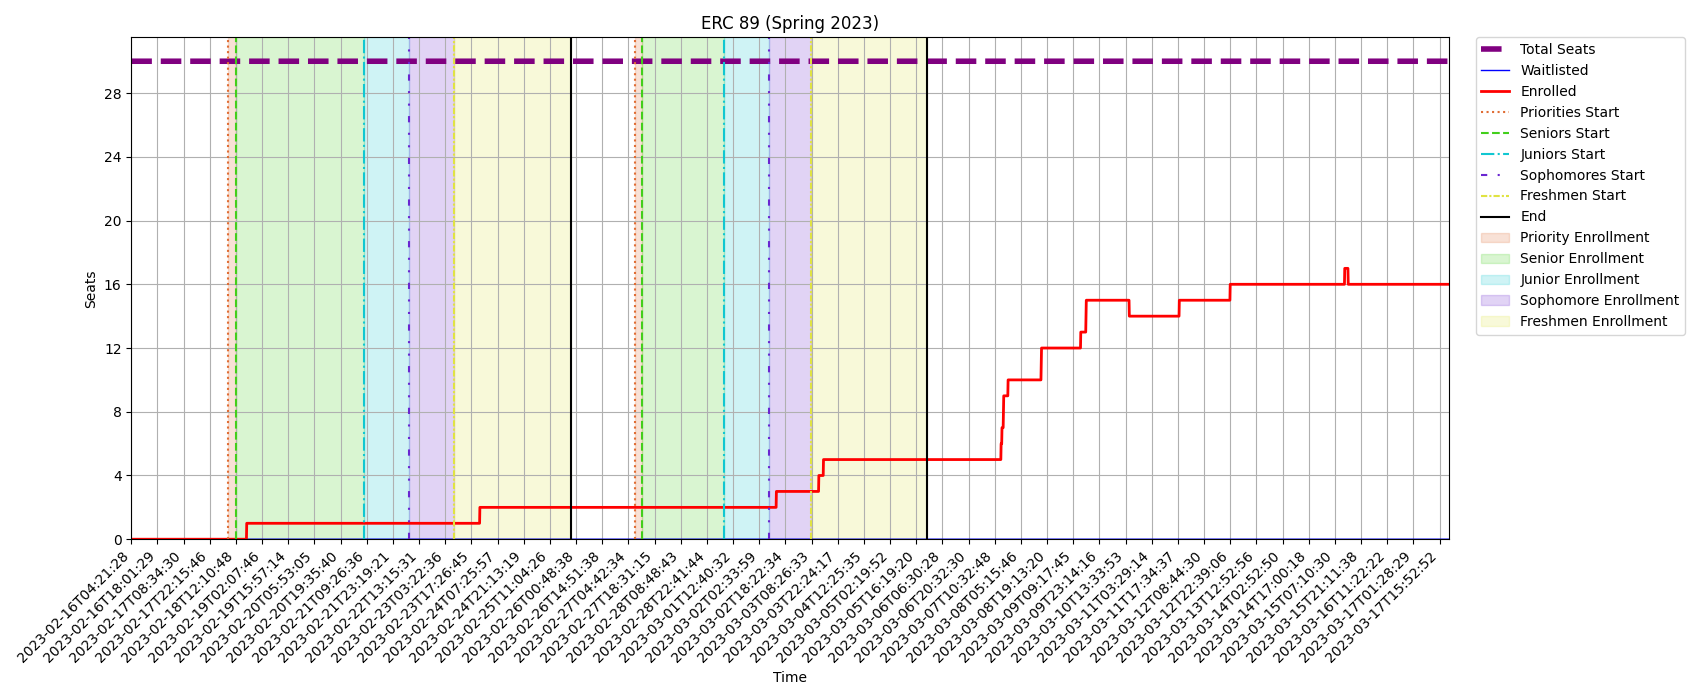 ERC 89 (Spring 2023)
Seats
28
24
20
16
12
8
4
0
2023-02-16T04:21:28
2023-02-16T18:01:29
2023-02-17T08:34:30
2023-02-17T22:15:46
2023-02-18T12:10:48
2023-02-19T02:07:46
2023-02-19T15:57:14
2023-02-20T05:53:05
2023-02-20T19:35:40
2023-02-21T09:26:36
2023-02-21T23:19:21
2023-02-22T13:15:31
2023-02-23T03:22:36
2023-02-23T17:26:45
2023-02-24T07:25:57
2023-02-24T21:13:19
2023-02-25T11:04:26
2023-02-26T00:48:38
2023-02-26T14:51:38
2023-02-27T04:42:34
2023-02-27T18:31:15
2023-02-28T08:48:43
2023-02-28T22:41:44
2023-03-01T12:40:32
2023-03-02T02:33:59
2023-03-02T18:22:34
2023-03-03T08:26:33
2023-03-03T22:24:17
2023-03-04T12:25:35
2023-03-05T02:19:52
2023-03-05T16:19:20
2023-03-06T06:30:28
2023-03-06T20:32:30
2023-03-07T10:32:48
2023-03-08T05:15:46
2023-03-08T19:13:20
2023-03-09T09:17:45
2023-03-09T23:14:16
2023-03-10T13:33:53
2023-03-11T03:29:14
2023-03-11T17:34:37
2023-03-12T08:44:30
2023-03-12T22:39:06
2023-03-13T12:52:56
2023-03-14T02:52:50
2023-03-14T17:00:18
2023-03-15T07:10:30
2023-03-15T21:11:38
2023-03-16T11:22:22
2023-03-17T01:28:29
2023-03-17T15:52:52
Time
Total Seats
Waitlisted
Enrolled
Priorities Start
Seniors Start
Juniors Start
Sophomores Start
Freshmen Start
End
Priority Enrollment
Senior Enrollment
Junior Enrollment
Sophomore Enrollment
Freshmen Enrollment